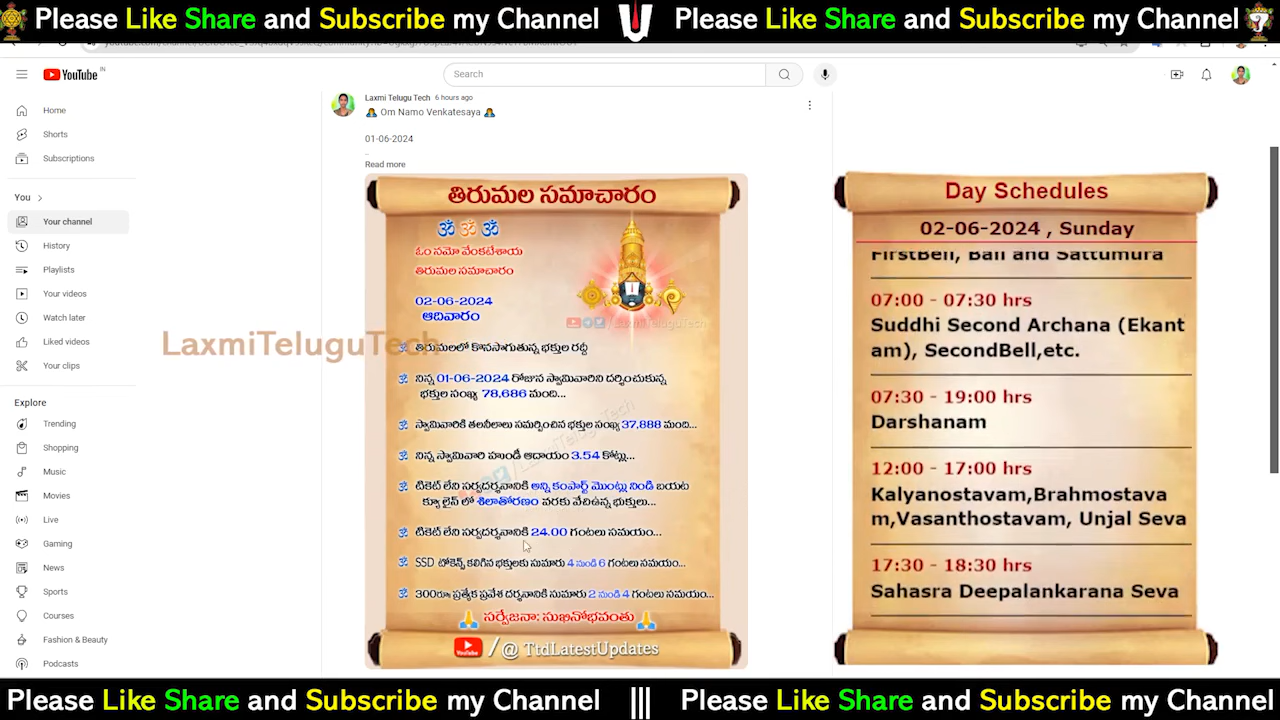 Please Like Share and Subscribe my Channel
Please Like Share and Subscribe my Channel
YouTube IN
Search
Home
Shorts
Subscriptions
You
Your channel
History
Playlists
Your videos
Watch later
Liked videos
Your clips
Explore
Trending
Shopping
Music
Movies
Live
Gaming
News
Sports
Courses
Fashion & Beauty
Podcasts
Laxmi Telugu Tech 6 hours ago
Om Namo Venkatesaya
01-06-2024
..
Read more
తిరుమల సమాచారం
ॐ ॐ ॐ
ఓం నమో వేంకటేశాయ
తిరుమల సమాచారం
02-06-2024
ఆదివారం
/LaxmiTeluguTech
LaxmiTeluguTech
ॐ తిరుమలలో కొనసాగుతున్న భక్తుల రద్దీ
ॐ నిన్న 01-06-2024 రోజున స్వామివారిని దర్శించుకున్న
భక్తుల సంఖ్య 78,686 మంది...
ॐ స్వామివారికి తలనీలాలు సమర్పించిన భక్తుల సంఖ్య 37,888 మంది...
ॐ నిన్న స్వామివారి హుండీ ఆదాయం 3.54 కోట్లు...
ॐ టికెట్ లేని సర్వదర్శనానికి అన్ని కంపార్ట్ మెంట్లు నిండి బయట
క్యూ లైన్ లో శిలాతోరణం వరకు వేచిఉన్న భక్తులు...
ॐ టికెట్ లేని సర్వదర్శనానికి 24.00 గంటలు సమయం...
ॐ SSD టోకెన్స్ కలిగిన భక్తులకు సుమారు 4 నుండి 6 గంటలు సమయం...
ॐ 300రూ ప్రత్యేక ప్రవేశ దర్శనానికి సుమారు 2 నుండి 4 గంటలు సమయం...
సర్వేజనాః సుఖినోభవంతు
YouTube /@ TtdLatestUpdates
Day Schedules
02-06-2024 , Sunday
FirstBell, Bali and Sattumura
07:00 - 07:30 hrs
Suddhi Second Archana (Ekant
am), SecondBell,etc.
07:30 - 19:00 hrs
Darshanam
12:00 - 17:00 hrs
Kalyanostavam,Brahmostava
m,Vasanthostavam, Unjal Seva
17:30 - 18:30 hrs
Sahasra Deepalankarana Seva
Please Like Share and Subscribe my Channel
|||
Please Like Share and Subscribe my Channel